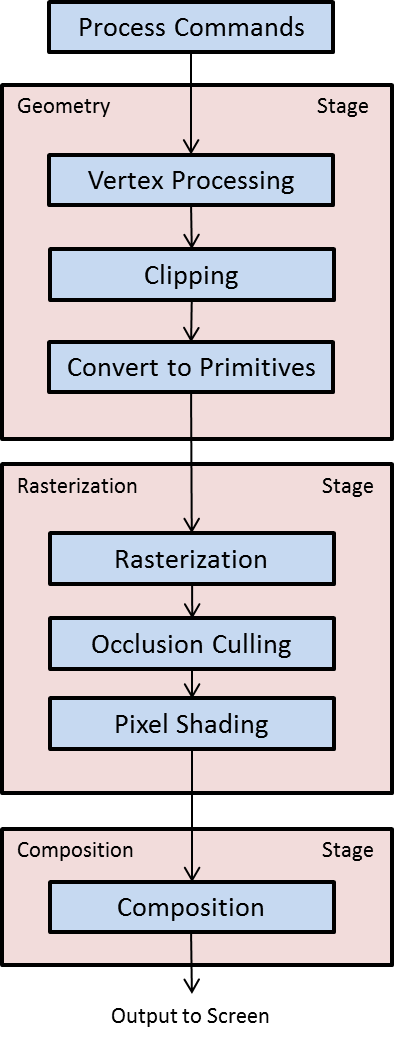 Process Commands
Geometry Stage
Vertex Processing
Clipping
Convert to Primitives
Rasterization Stage
Rasterization
Occlusion Culling
Pixel Shading
Composition Stage
Composition
Output to Screen